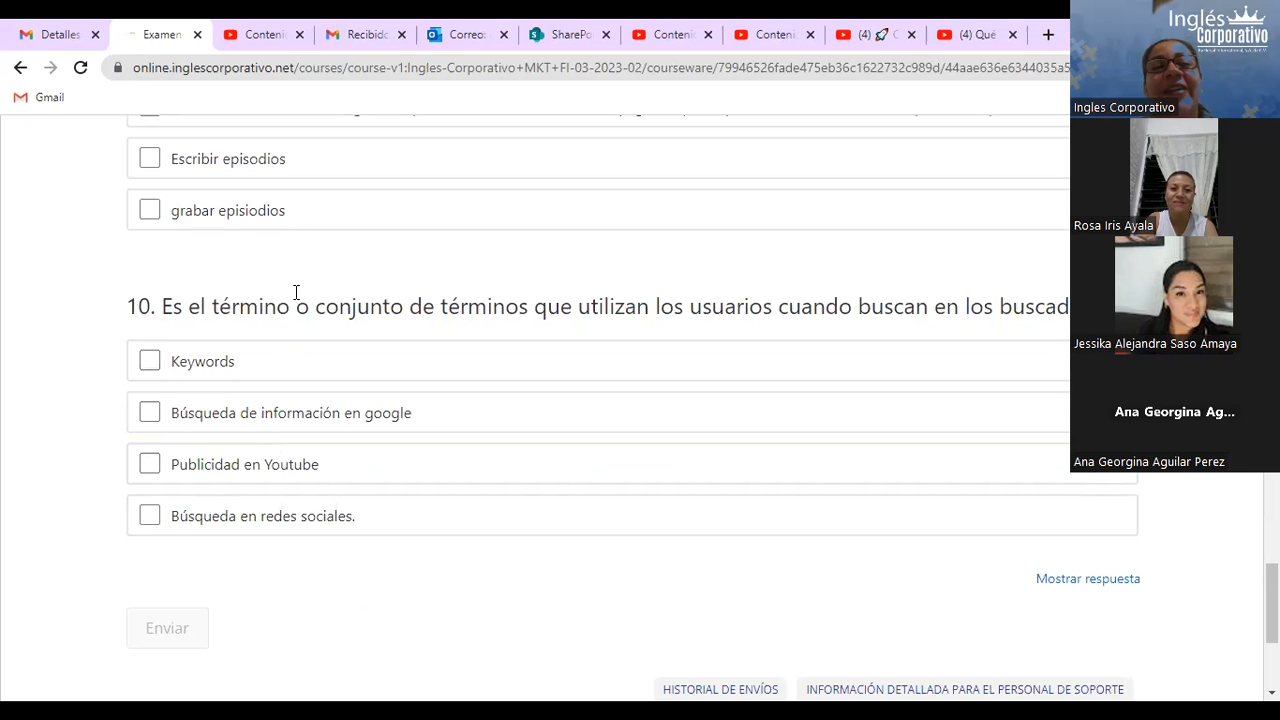 Detalles
Examen
Conteni
Recibido
Correo
SharePo
Conteni
Conteni
(4) 🚀 C
(4) Qué
online.inglescorporativo.net/courses/course-v1:Ingles-Corporativo+MKT+FI-03-2023-02/courseware/79946526fade475eb36c1622732c989d/44aae636e6344035a5
Gmail
Escribir episodios
grabar episiodios
10. Es el término o conjunto de términos que utilizan los usuarios cuando buscan en los buscad
Keywords
Búsqueda de información en google
Publicidad en Youtube
Búsqueda en redes sociales.
Mostrar respuesta
Enviar
HISTORIAL DE ENVÍOS
INFORMACIÓN DETALLADA PARA EL PERSONAL DE SOPORTE
Inglés
Corporativo
Ingles Corporativo
Rosa Iris Ayala
Jessika Alejandra Saso Amaya
Ana Georgina Ag...
Ana Georgina Aguilar Perez